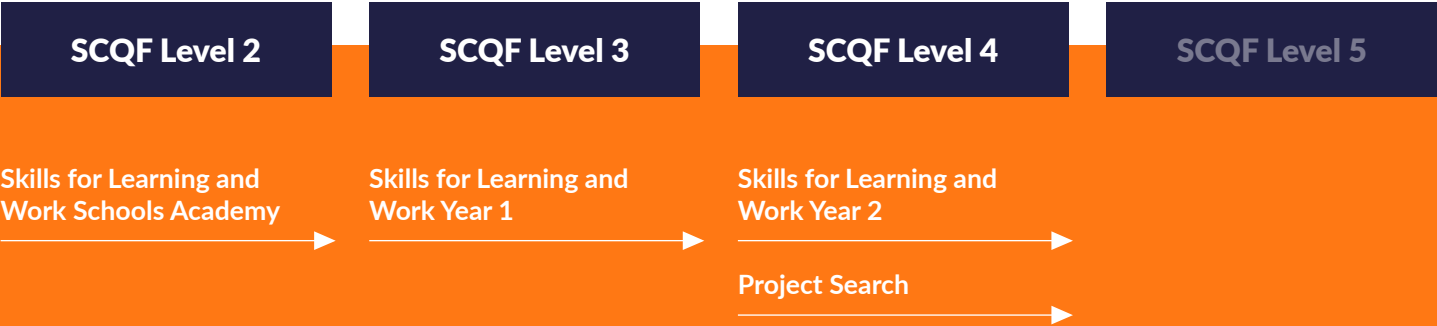 SCQF Level 2
SCQF Level 3
SCQF Level 4
SCQF Level 5
Skills for Learning and
Work Schools Academy
Skills for Learning and
Work Year 1
Skills for Learning and
Work Year 2
Project Search